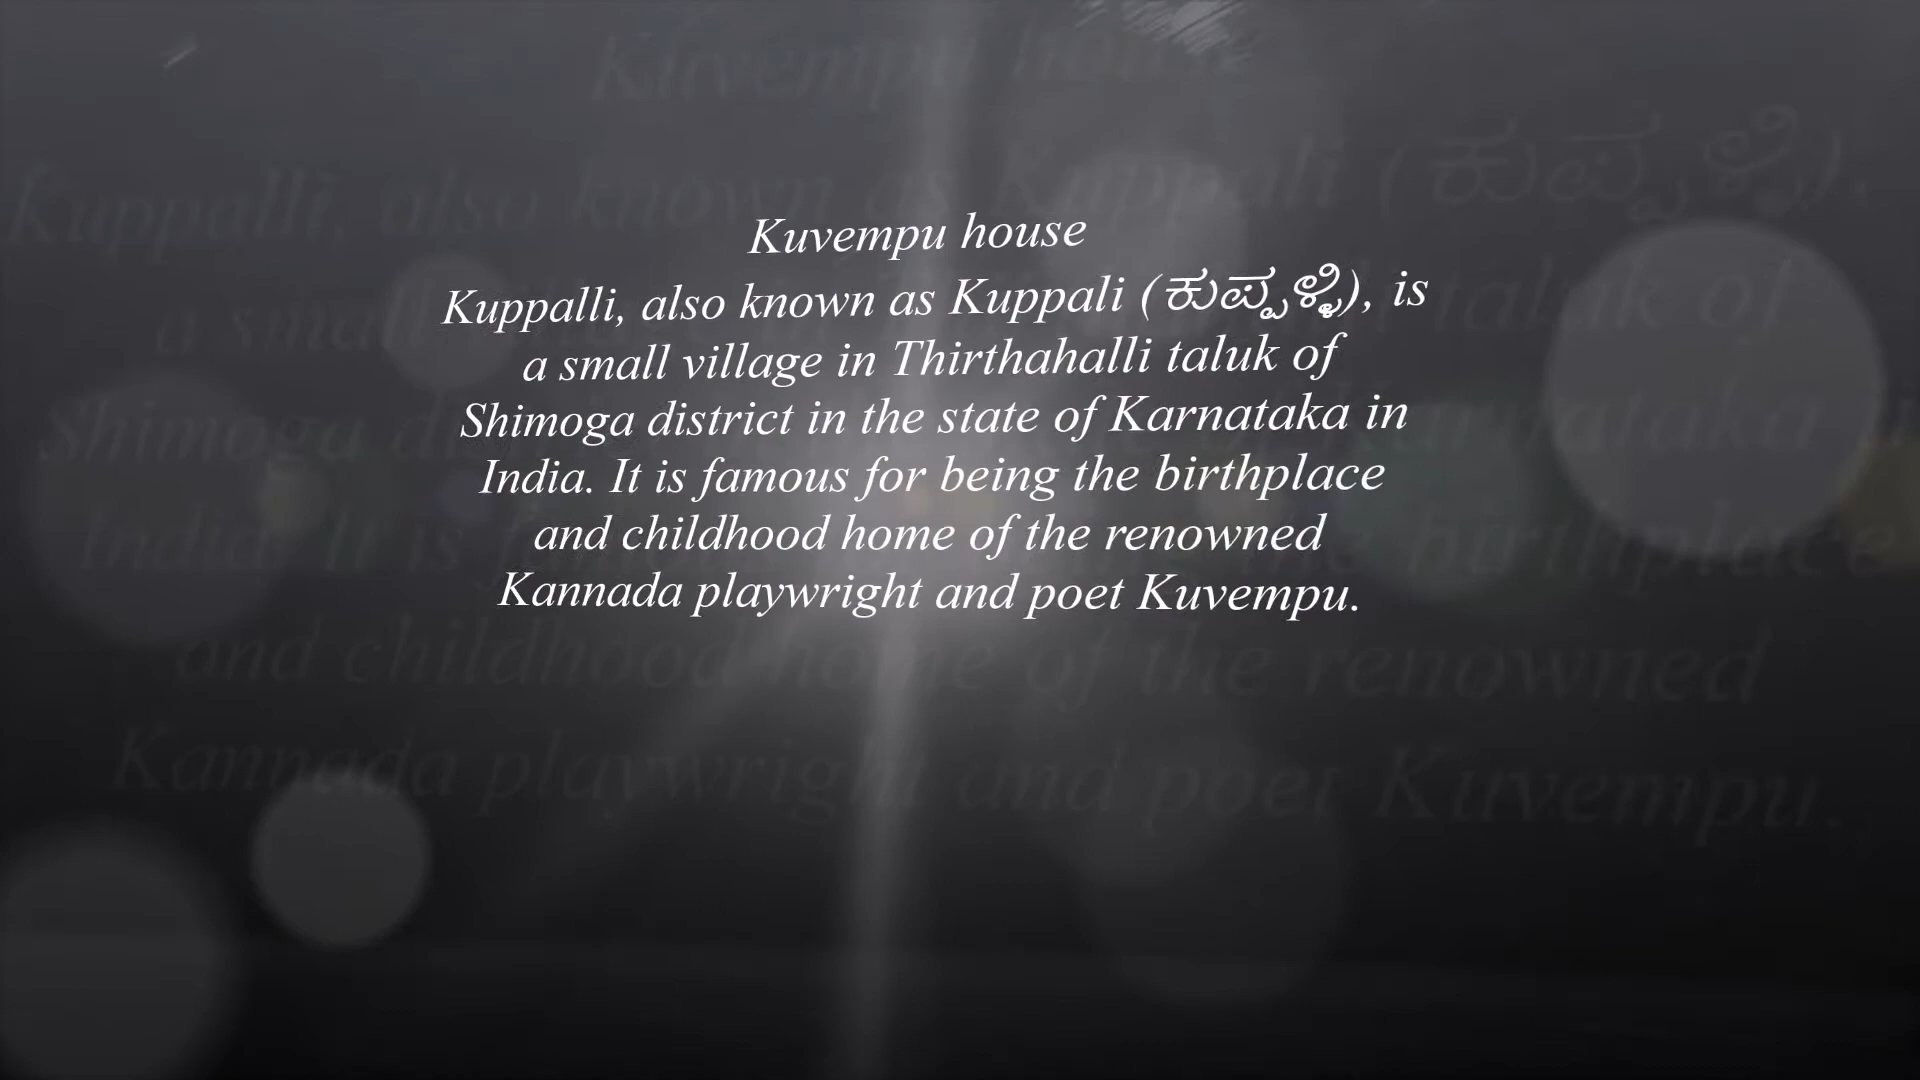 Kuvempu house
Kuppalli, also known as Kuppali (ಕುಪ್ಪಳ್ಳಿ), is
a small village in Thirthahalli taluk of
Shimoga district in the state of Karnataka in
India. It is famous for being the birthplace
and childhood home of the renowned
Kannada playwright and poet Kuvempu.